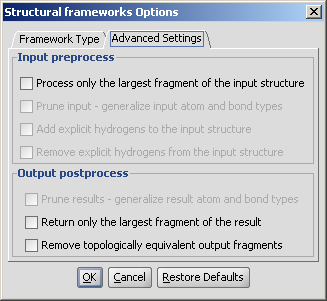 Structural frameworks Options
Framework Type
Advanced Settings
Input preprocess
Process only the largest fragment of the input structure
Prune input - generalize input atom and bond types
Add explicit hydrogens to the input structure
Remove explicit hydrogens from the input structure
Output postprocess
Prune results - generalize result atom and bond types
Return only the largest fragment of the result
Remove topologically equivalent output fragments
OK Cancel Restore Defaults